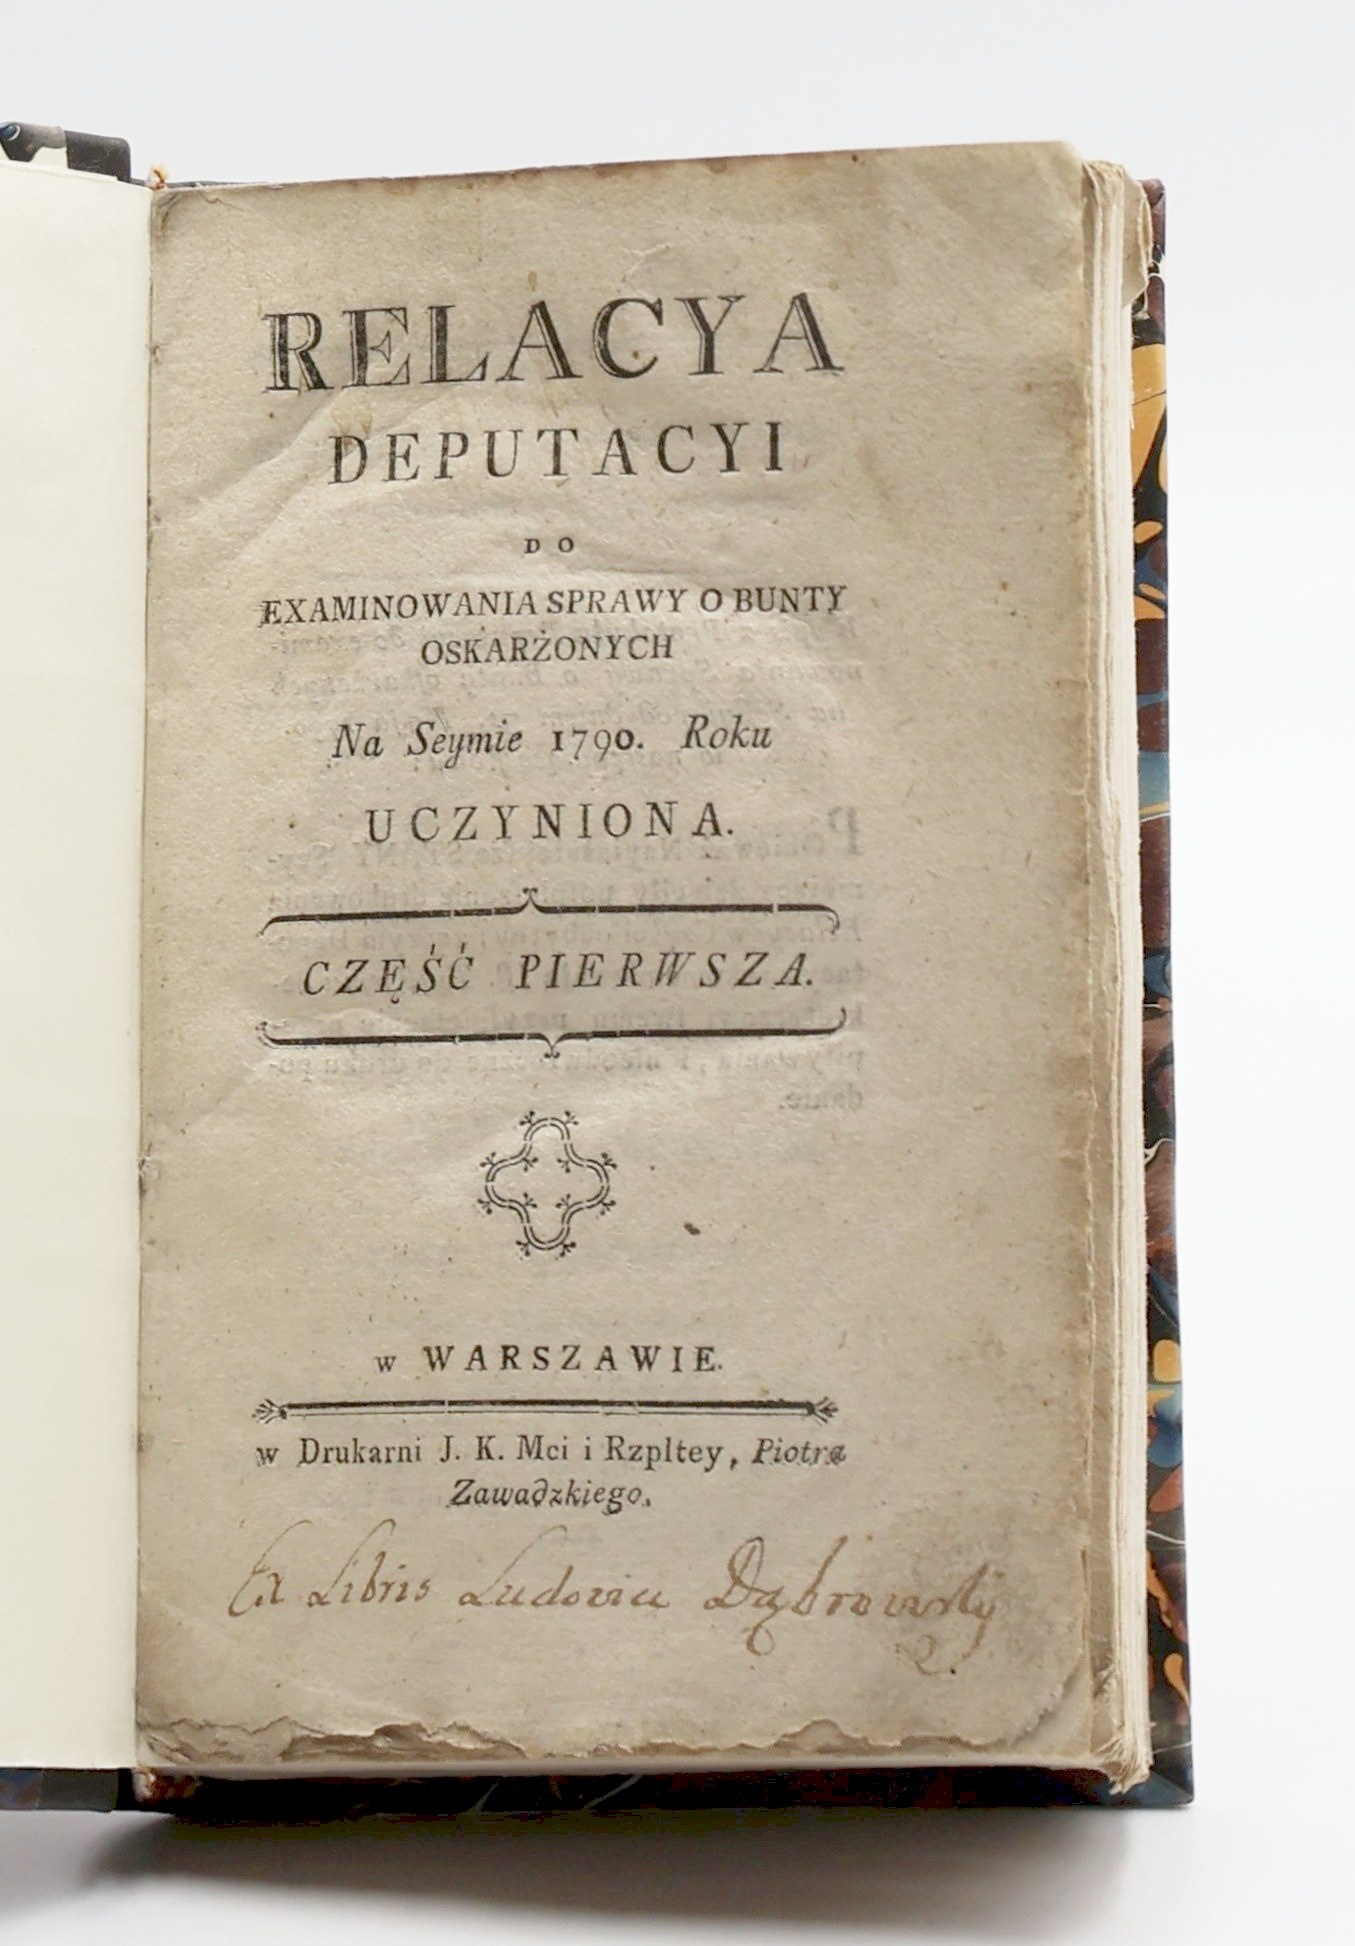 RELACYA
DEPUTACYI
DO
EXAMINOWANIA SPRAWY O BUNTY
OSKARŻONYCH
Na Seymie 1790. Roku
UCZYNIONA.
CZĘŚĆ PIERWSZA.
w WARSZAWIE.
w Drukarni J. K. Mci i Rzpltey, Piotra
Zawadzkiego.
Ex Libris Ludovici Dąbrowsky